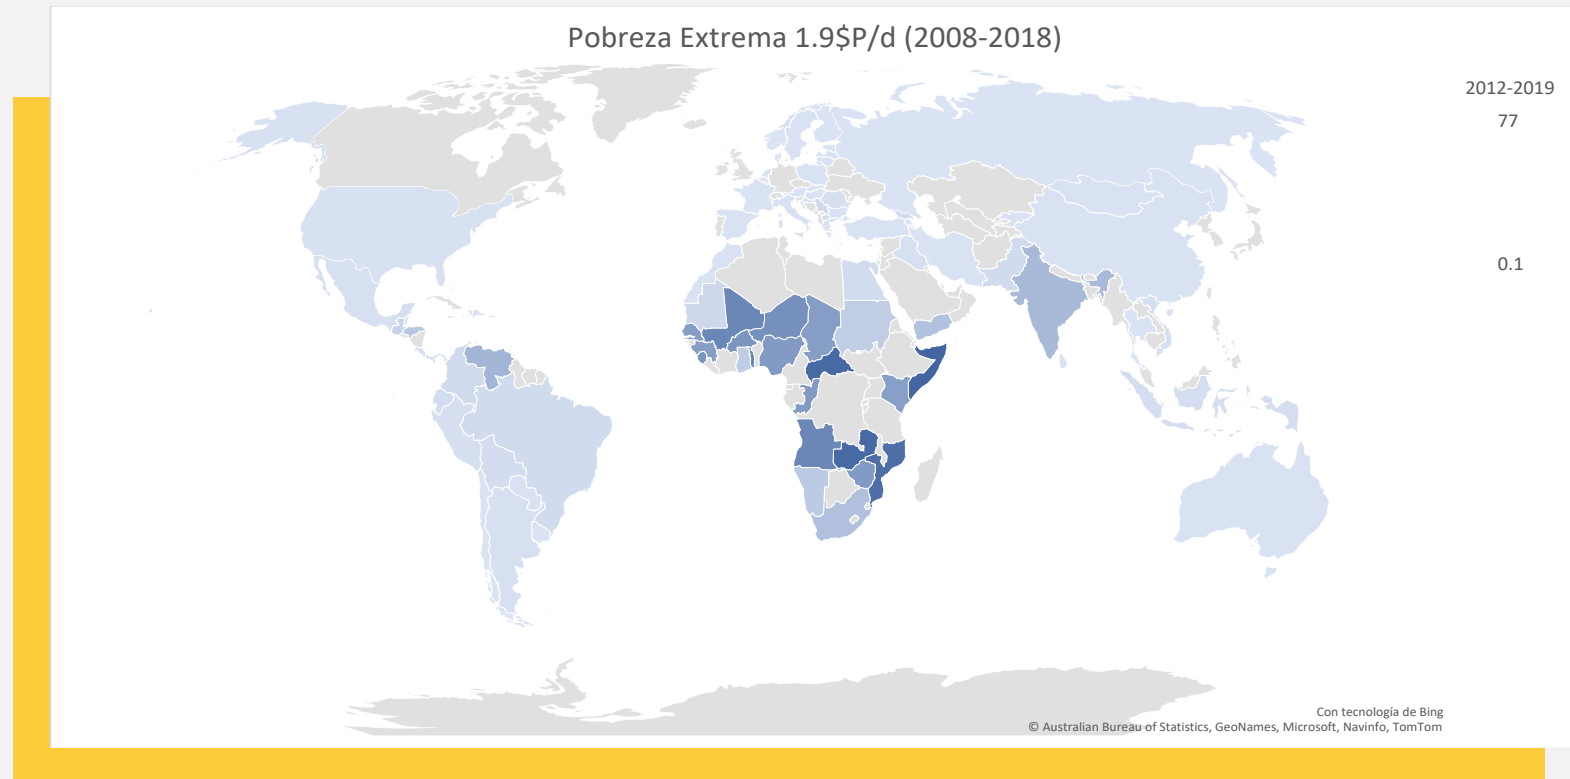 Pobreza Extrema 1.9$P/d (2008-2018)
2012-2019
77
0.1
Con tecnología de Bing
© Australian Bureau of Statistics, GeoNames, Microsoft, Navinfo, TomTom